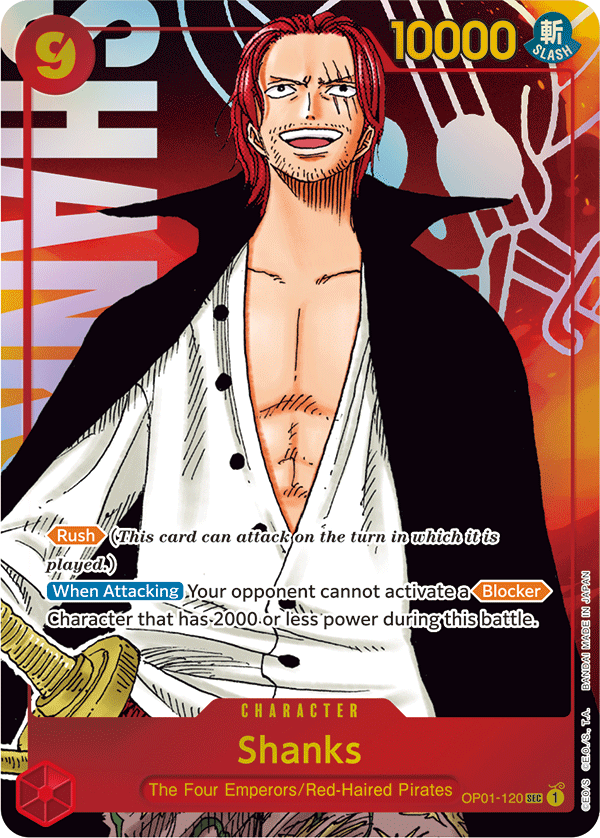 9
10000
斬
SLASH
SHANKS
Rush (This card can attack on the turn in which it is
played.)
When Attacking Your opponent cannot activate a Blocker
Character that has 2000 or less power during this battle.
CHARACTER
Shanks
The Four Emperors/Red-Haired Pirates
OP01-120 SEC 1
©E.O/S ©E.O./S., T.A. BANDAI MADE IN JAPAN